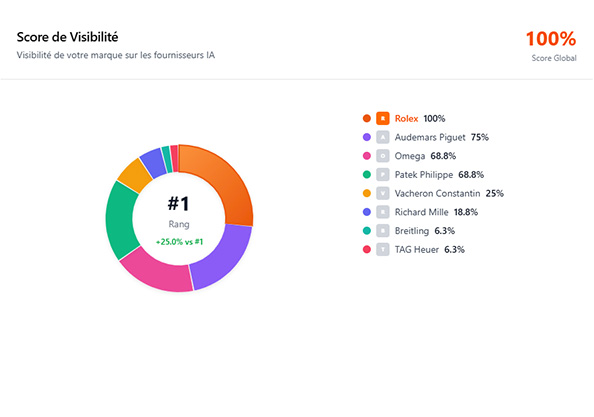 Score de Visibilité
Visibilité de votre marque sur les fournisseurs IA
100%
Score Global
#1
Rang
+25.0% vs #1
R Rolex 100%
A Audemars Piguet 75%
O Omega 68.8%
P Patek Philippe 68.8%
V Vacheron Constantin 25%
R Richard Mille 18.8%
B Breitling 6.3%
T TAG Heuer 6.3%